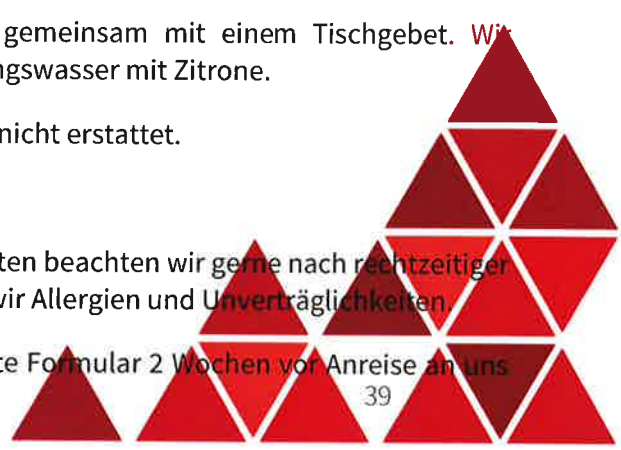 gemeinsam mit einem Tischgebet. Wir
ngswasser mit Zitrone.
nicht erstattet.
ten beachten wir gerne nach rechtzeitiger
wir Allergien und Unverträglichkeiten.
te Formular 2 Wochen vor Anreise an uns
39